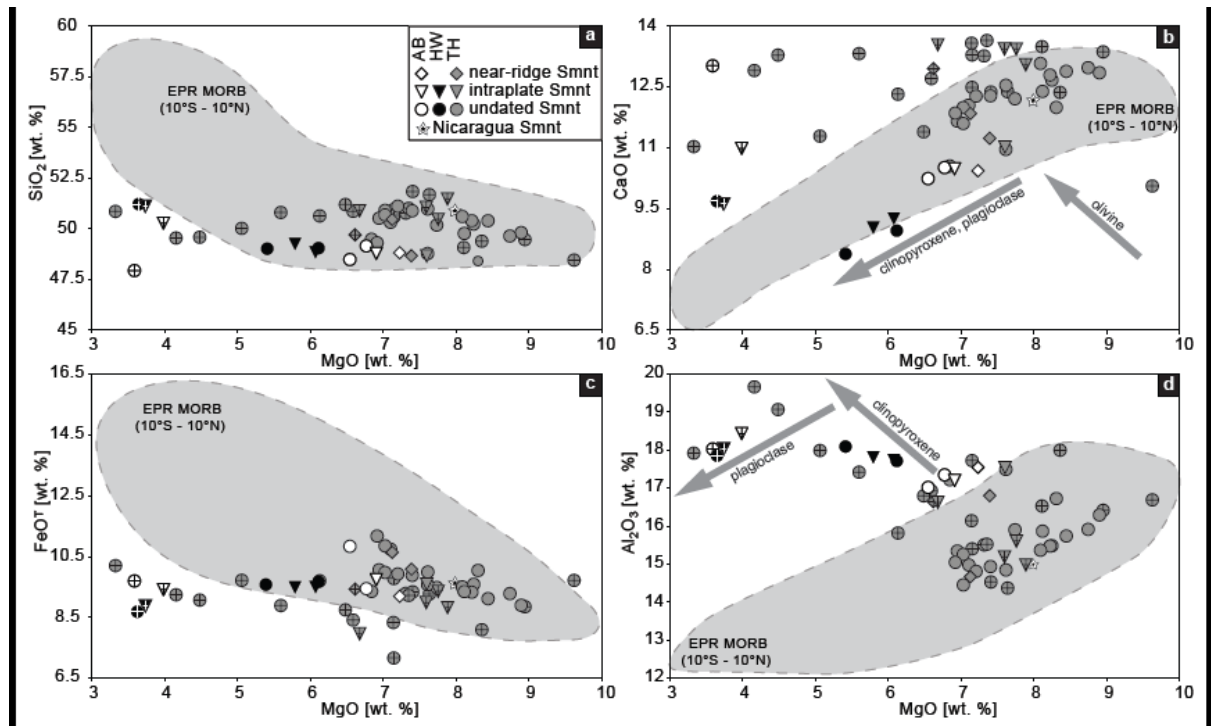 60
57.5
55
52.5
50
47.5
45
SiO₂ [wt. %]
EPR MORB
(10°S - 10°N)
a
AB HW TH
near-ridge Smnt
intraplate Smnt
undated Smnt
Nicaragua Smnt
3 4 5 6 7 8 9 10
MgO [wt. %]
14
12.5
11
9.5
8
6.5
CaO [wt. %]
b
EPR MORB
(10°S - 10°N)
olivine
clinopyroxene, plagioclase
3 4 5 6 7 8 9 10
MgO [wt. %]
16.5
14.5
12.5
10.5
8.5
6.5
FeOᵀ [wt. %]
EPR MORB
(10°S - 10°N)
c
3 4 5 6 7 8 9 10
MgO [wt. %]
20
19
18
17
16
15
14
13
12
Al₂O₃ [wt. %]
d
clinopyroxene
plagioclase
EPR MORB
(10°S - 10°N)
3 4 5 6 7 8 9 10
MgO [wt. %]